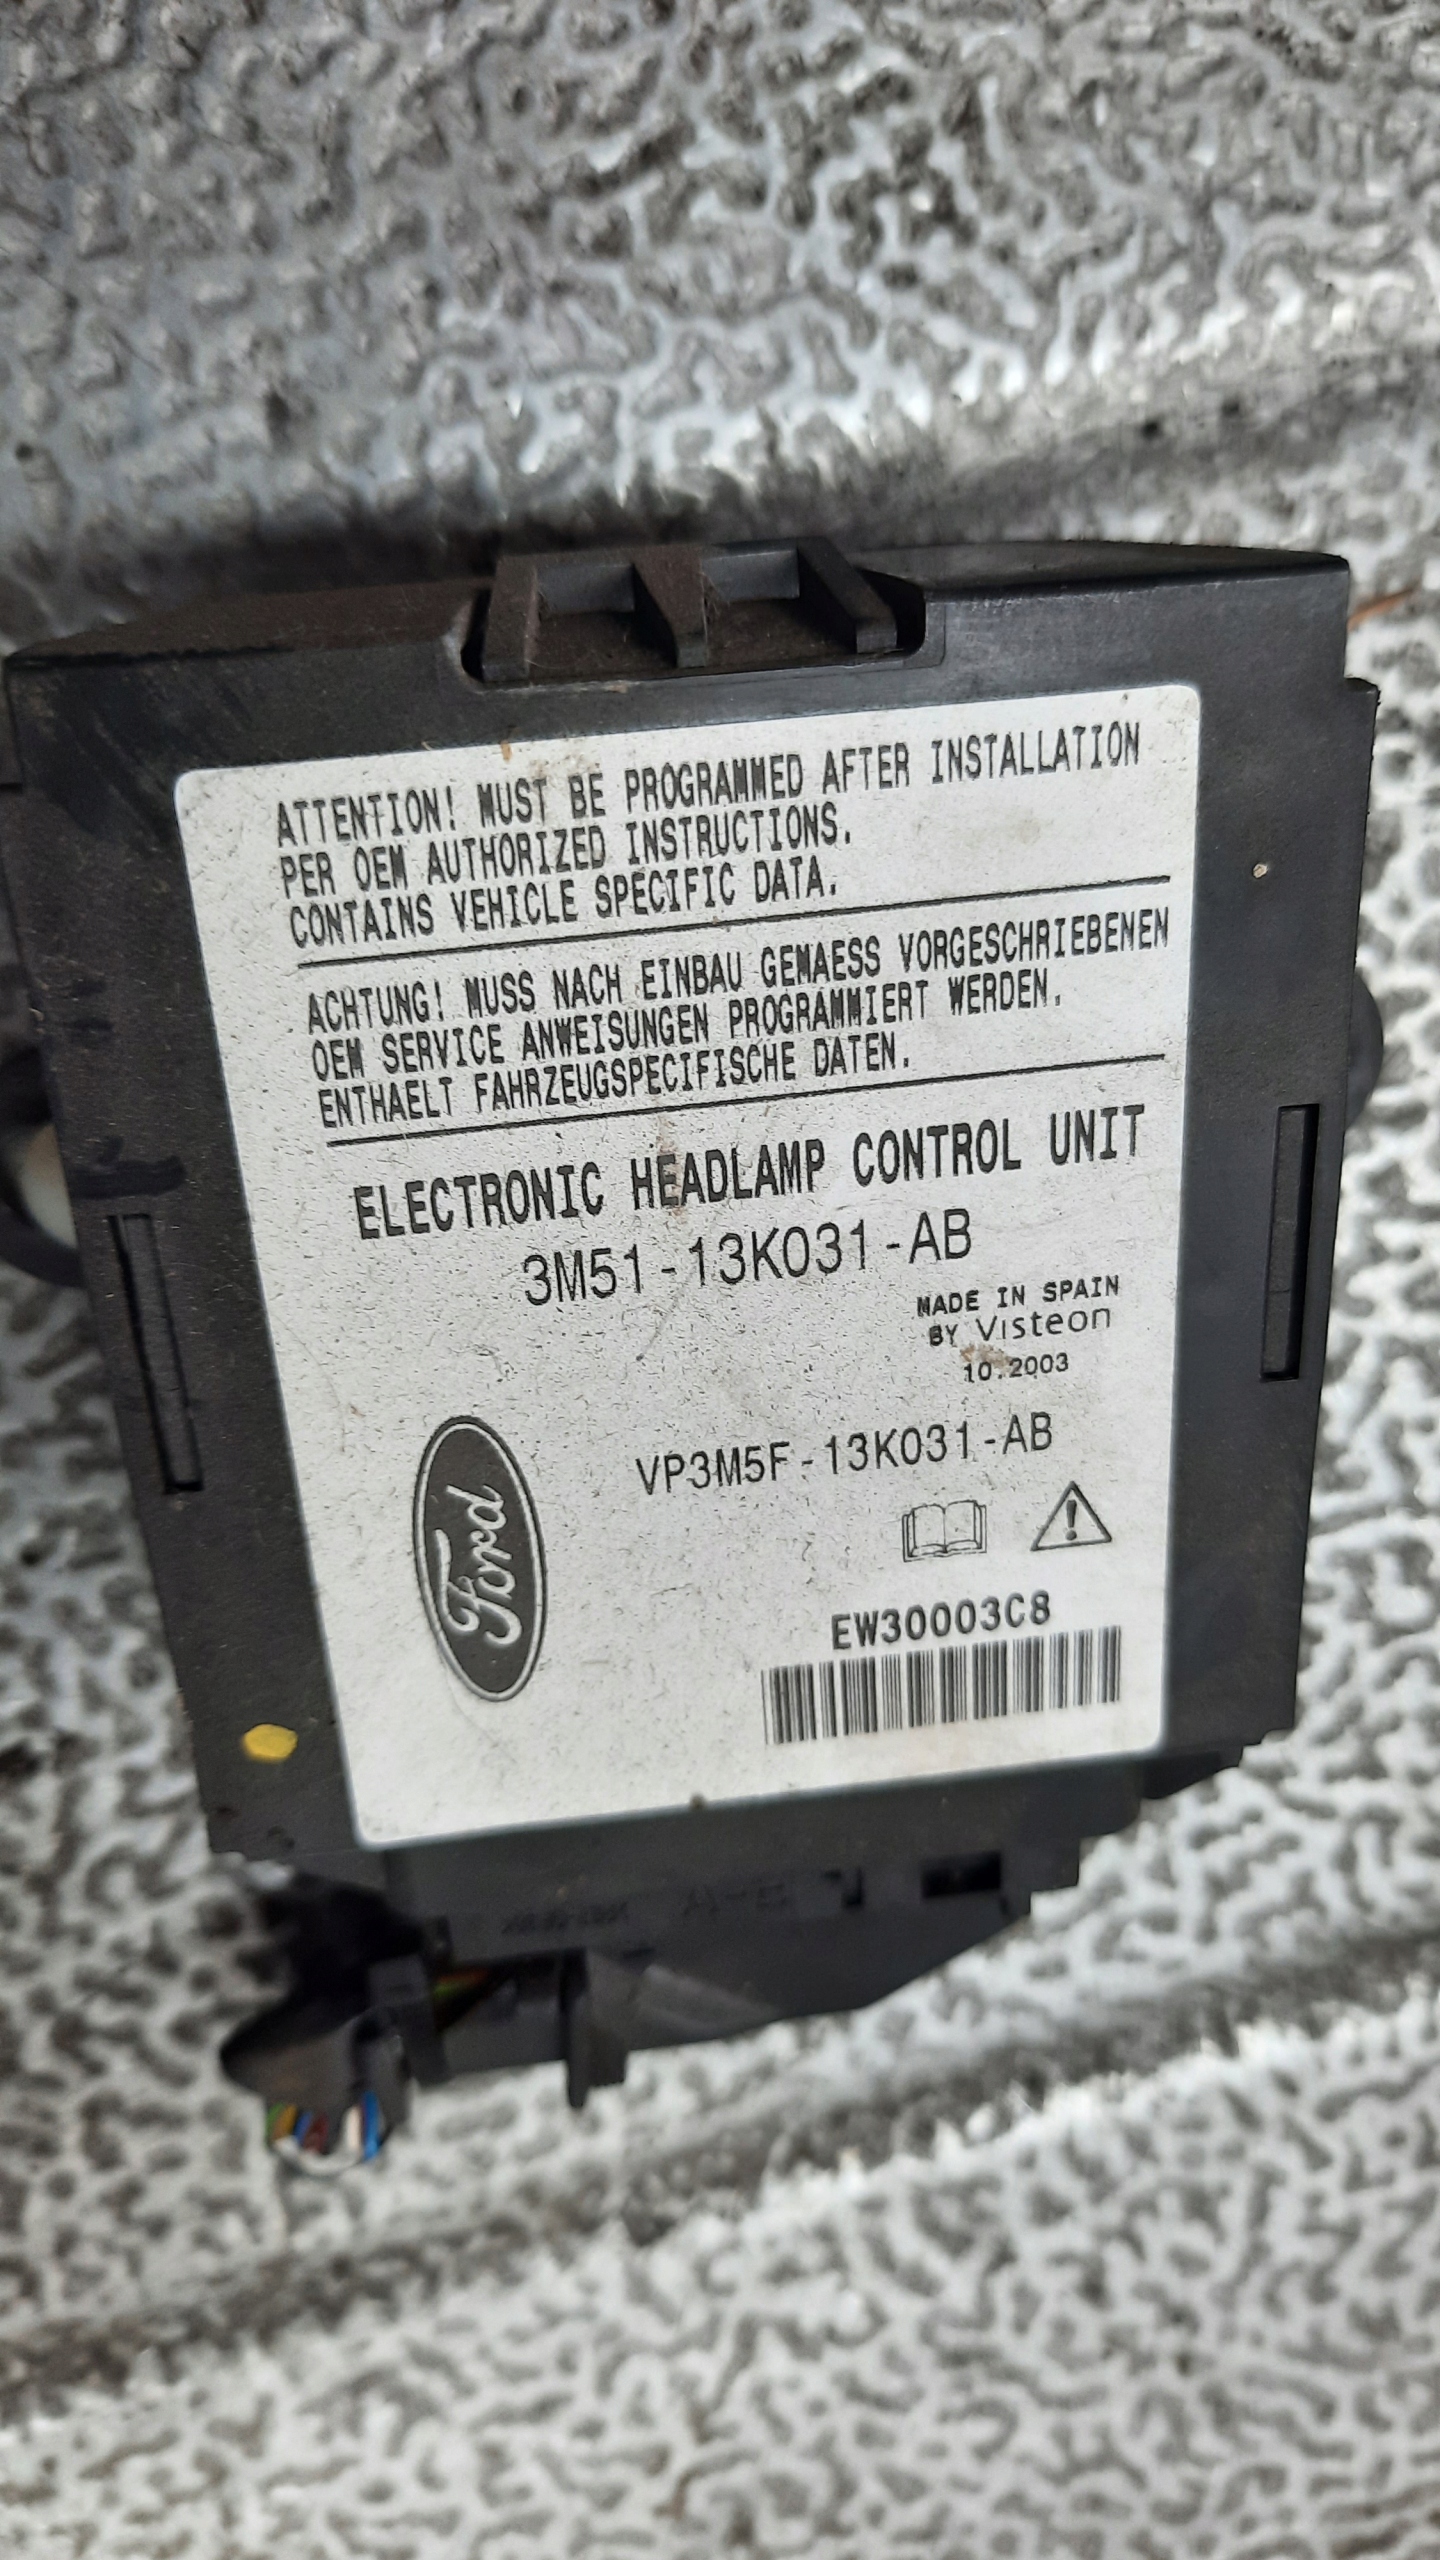 ATTENTION! MUST BE PROGRAMMED AFTER INSTALLATION
PER OEM AUTHORIZED INSTRUCTIONS.
CONTAINS VEHICLE SPECIFIC DATA.
ACHTUNG! MUSS NACH EINBAU GEMAESS VORGESCHRIEBENEN
OEM SERVICE ANWEISUNGEN PROGRAMMIERT WERDEN.
ENTHAELT FAHRZEUGSPECIFISCHE DATEN.
ELECTRONIC HEADLAMP CONTROL UNIT
3M51-13K031-AB
MADE IN SPAIN
BY Visteon
10.2003
VP3M5F-13K031-AB
Ford
EW30003C8